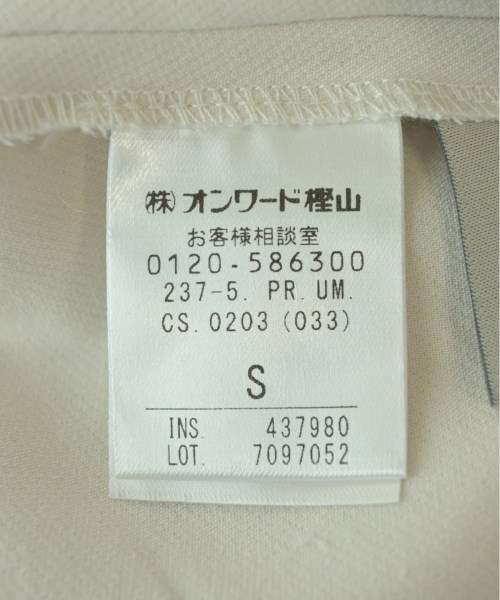 ㈱オンワード樫山
お客様相談室
0120-586300
237-5. PR. UM.
CS. 0203 (033)
S
INS. 437980
LOT. 7097052